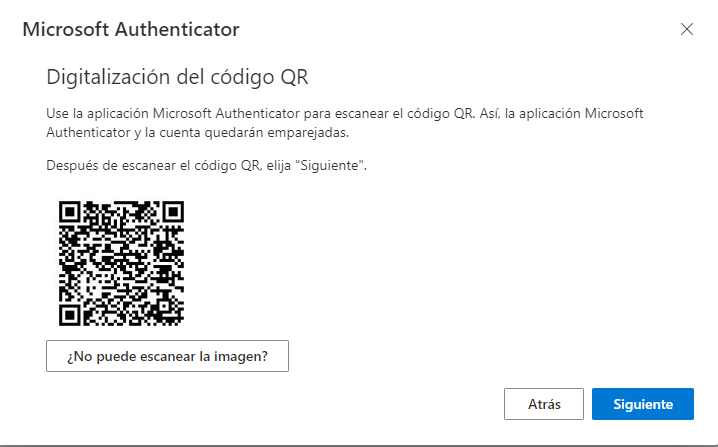 Microsoft Authenticator
Digitalización del código QR
Use la aplicación Microsoft Authenticator para escanear el código QR. Así, la aplicación Microsoft
Authenticator y la cuenta quedarán emparejadas.
Después de escanear el código QR, elija "Siguiente".
¿No puede escanear la imagen?
Atrás
Siguiente